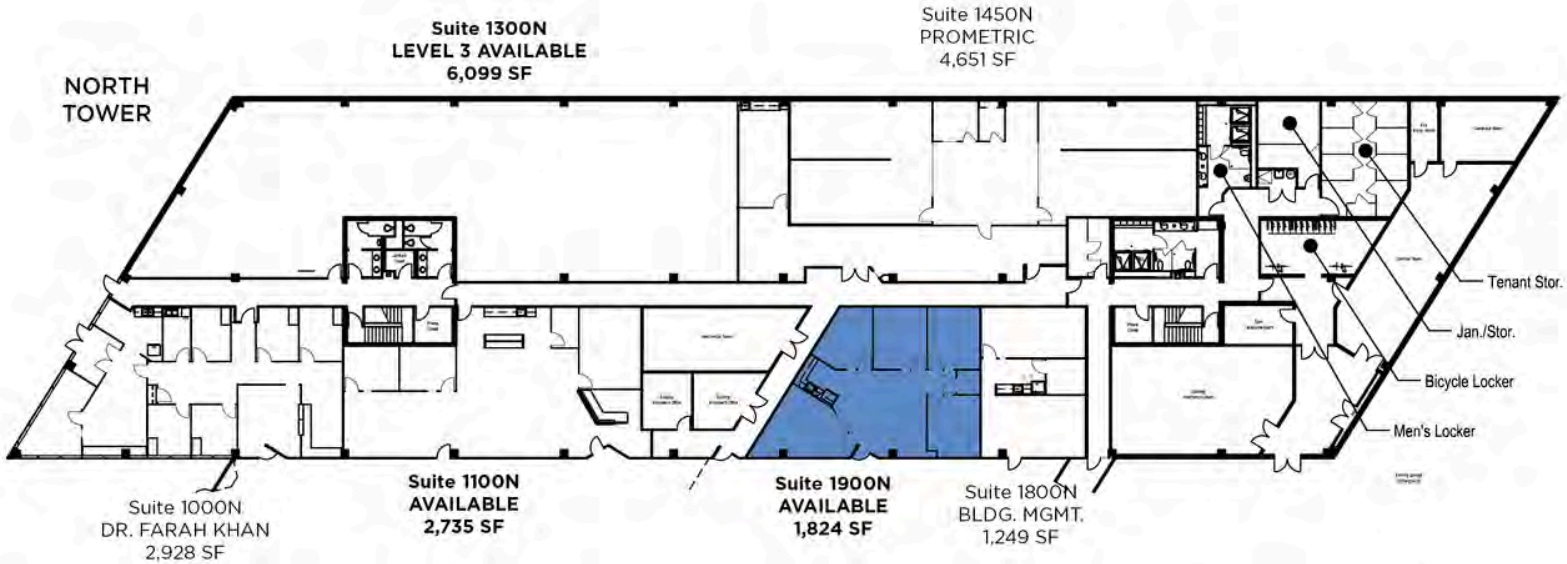 Suite 1300N
LEVEL 3 AVAILABLE
6,099 SF
Suite 1450N
PROMETRIC
4,651 SF
NORTH
TOWER
Tenant Stor.
Jan./Stor.
Bicycle Locker
Men's Locker
Suite 1000N
DR. FARAH KHAN
2,928 SF
Suite 1100N
AVAILABLE
2,735 SF
Suite 1900N
AVAILABLE
1,824 SF
Suite 1800N
BLDG. MGMT.
1,249 SF